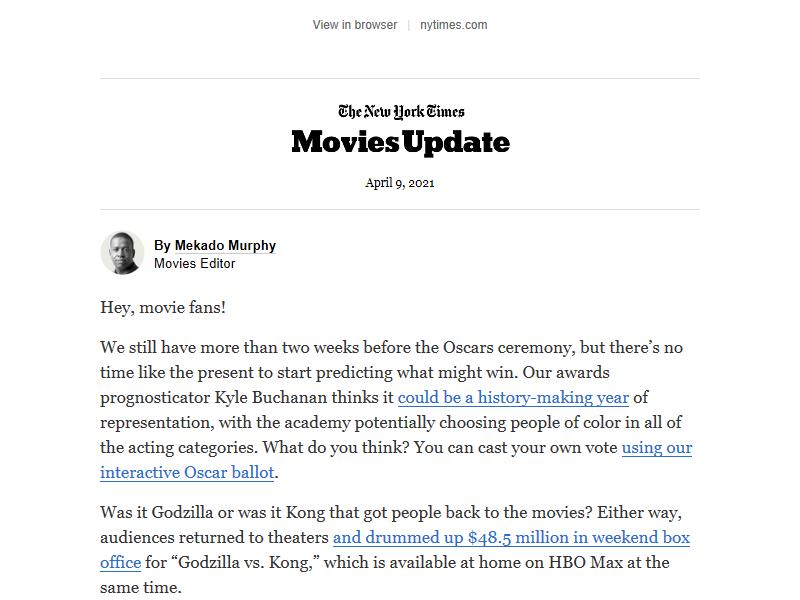 View in browser | nytimes.com
The New York Times
Movies Update
April 9, 2021
By Mekado Murphy
Movies Editor
Hey, movie fans!
We still have more than two weeks before the Oscars ceremony, but there’s no
time like the present to start predicting what might win. Our awards
prognosticator Kyle Buchanan thinks it could be a history-making year of
representation, with the academy potentially choosing people of color in all of
the acting categories. What do you think? You can cast your own vote using our
interactive Oscar ballot.
Was it Godzilla or was it Kong that got people back to the movies? Either way,
audiences returned to theaters and drummed up $48.5 million in weekend box
office for “Godzilla vs. Kong,” which is available at home on HBO Max at the
same time.